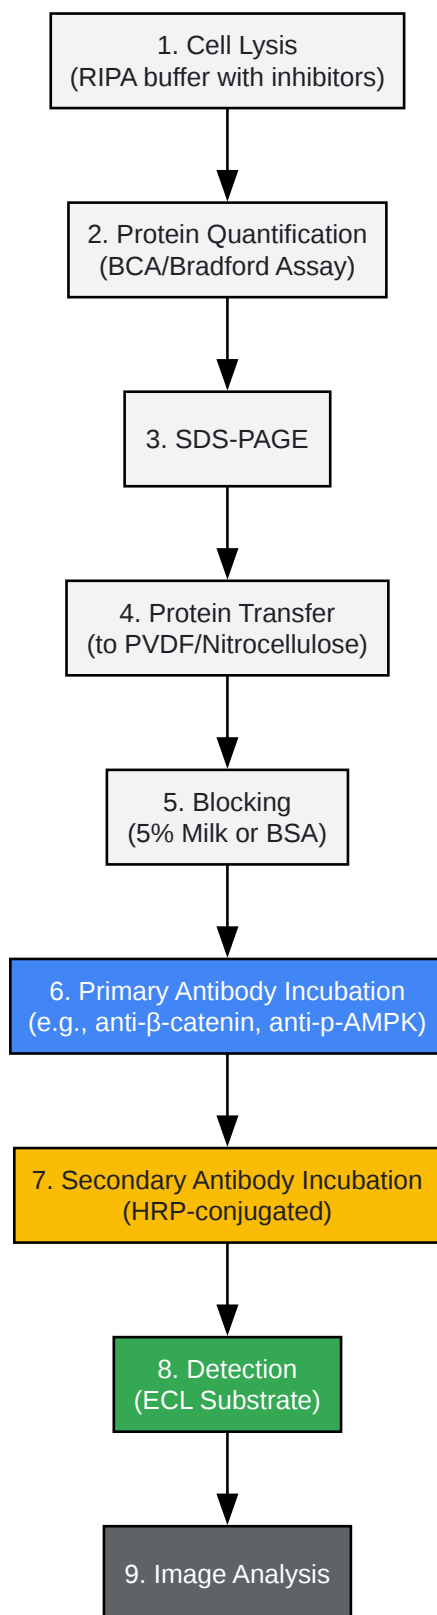 1. Cell Lysis
(RIPA buffer with inhibitors)
2. Protein Quantification
(BCA/Bradford Assay)
3. SDS-PAGE
4. Protein Transfer
(to PVDF/Nitrocellulose)
5. Blocking
(5% Milk or BSA)
6. Primary Antibody Incubation
(e.g., anti-β-catenin, anti-p-AMPK)
7. Secondary Antibody Incubation
(HRP-conjugated)
8. Detection
(ECL Substrate)
9. Image Analysis